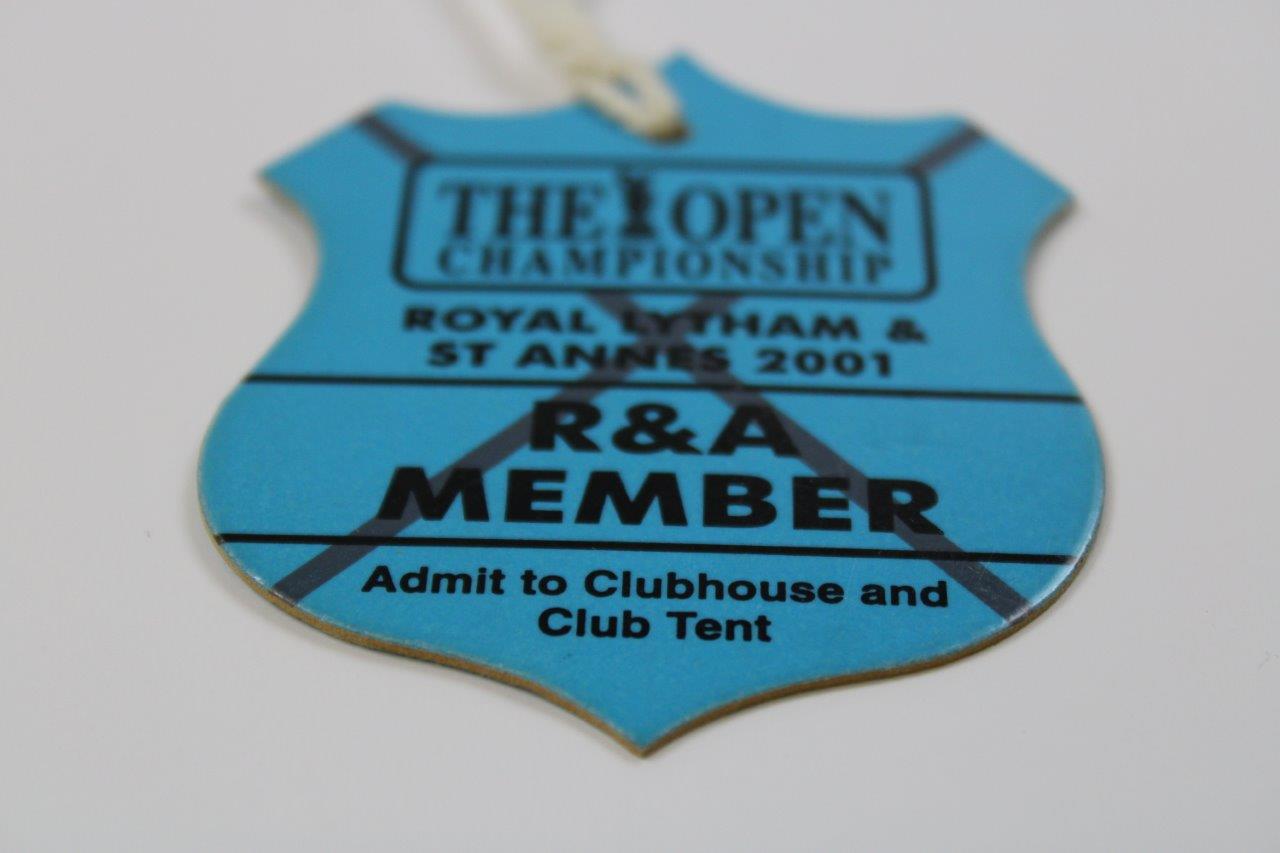 THE OPEN
CHAMPIONSHIP
ROYAL LYTHAM &
ST ANNES 2001
R&A
MEMBER
Admit to Clubhouse and
Club Tent